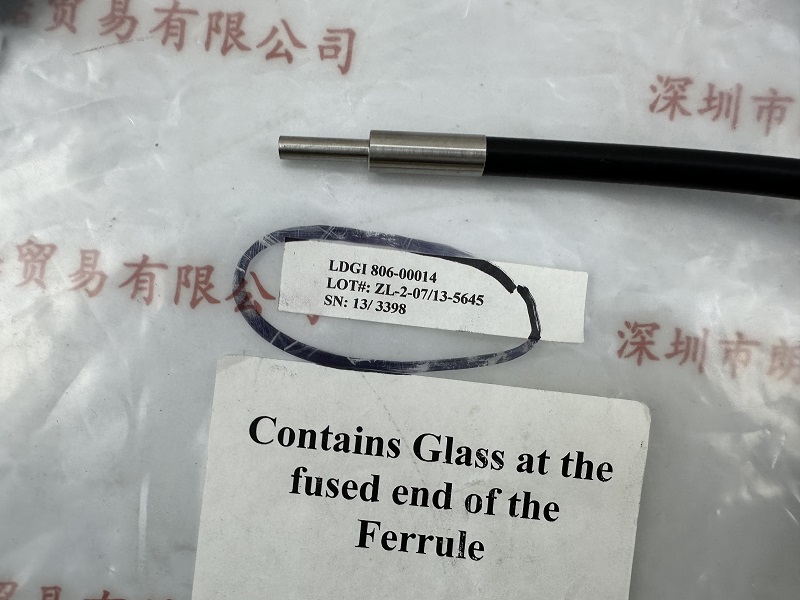 贸易有限公司
深圳市
LDGI 806-00014
LOT#: ZL-2-07/13-5645
SN: 13/ 3398
贸易有限公
深圳市朗
Contains Glass at the
fused end of the
Ferrule